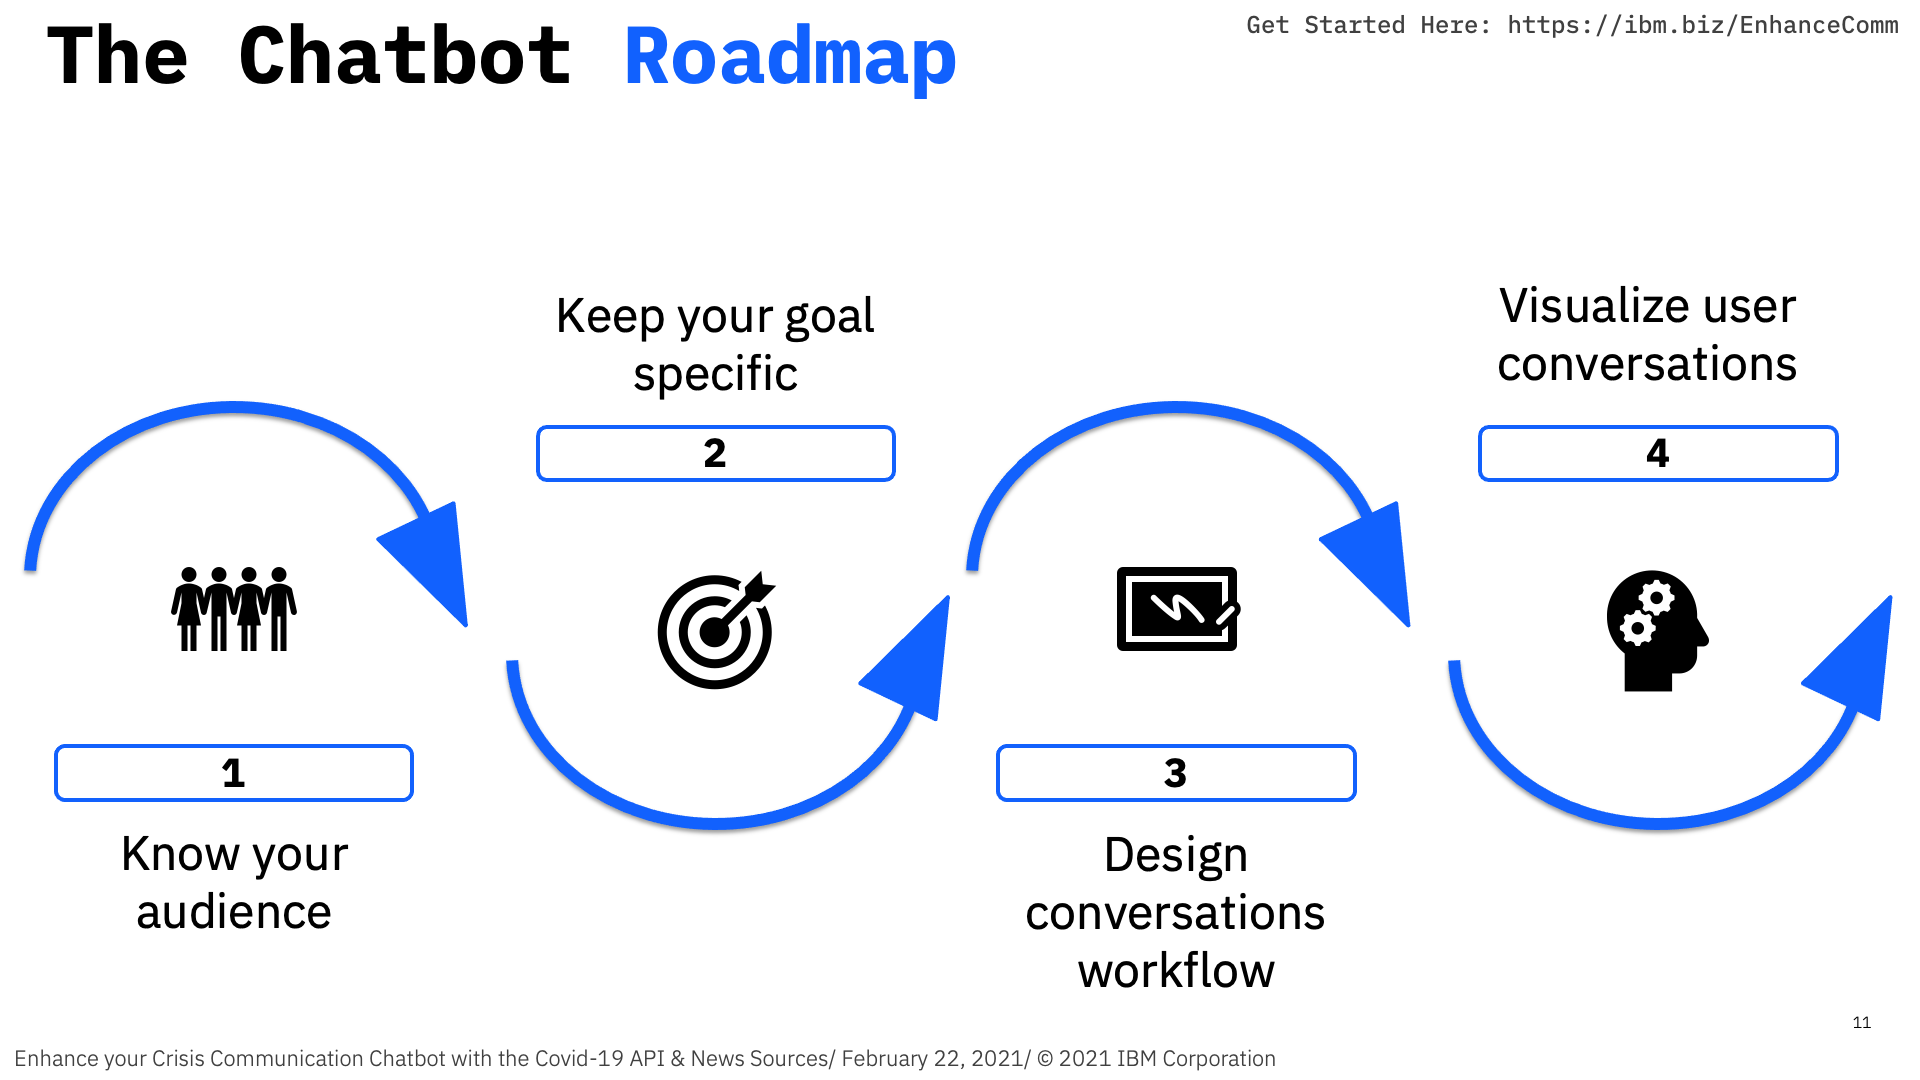 The Chatbot Roadmap
Get Started Here: https://ibm.biz/EnhanceComm
1
Know your
audience
Keep your goal
specific
2
3
Design
conversations
workflow
Visualize user
conversations
4
11
Enhance your Crisis Communication Chatbot with the Covid-19 API & News Sources/ February 22, 2021/ © 2021 IBM Corporation